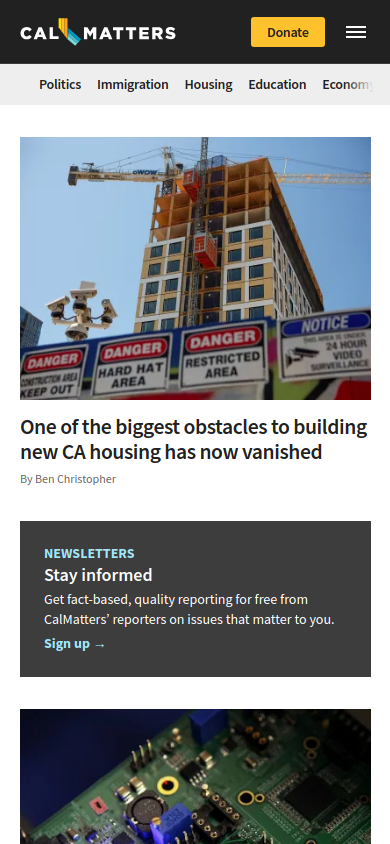 CALMATTERS
Donate
Politics Immigration Housing Education Economy
WOW
DANGER
CONSTRUCTION AREA
KEEP OUT
DANGER
HARD HAT
AREA
DANGER
RESTRICTED
AREA
NOTICE
THIS AREA IS UNDER
24 HOUR
VIDEO
SURVEILLANCE
One of the biggest obstacles to building
new CA housing has now vanished
By Ben Christopher
NEWSLETTERS
Stay informed
Get fact-based, quality reporting for free from
CalMatters’ reporters on issues that matter to you.
Sign up →